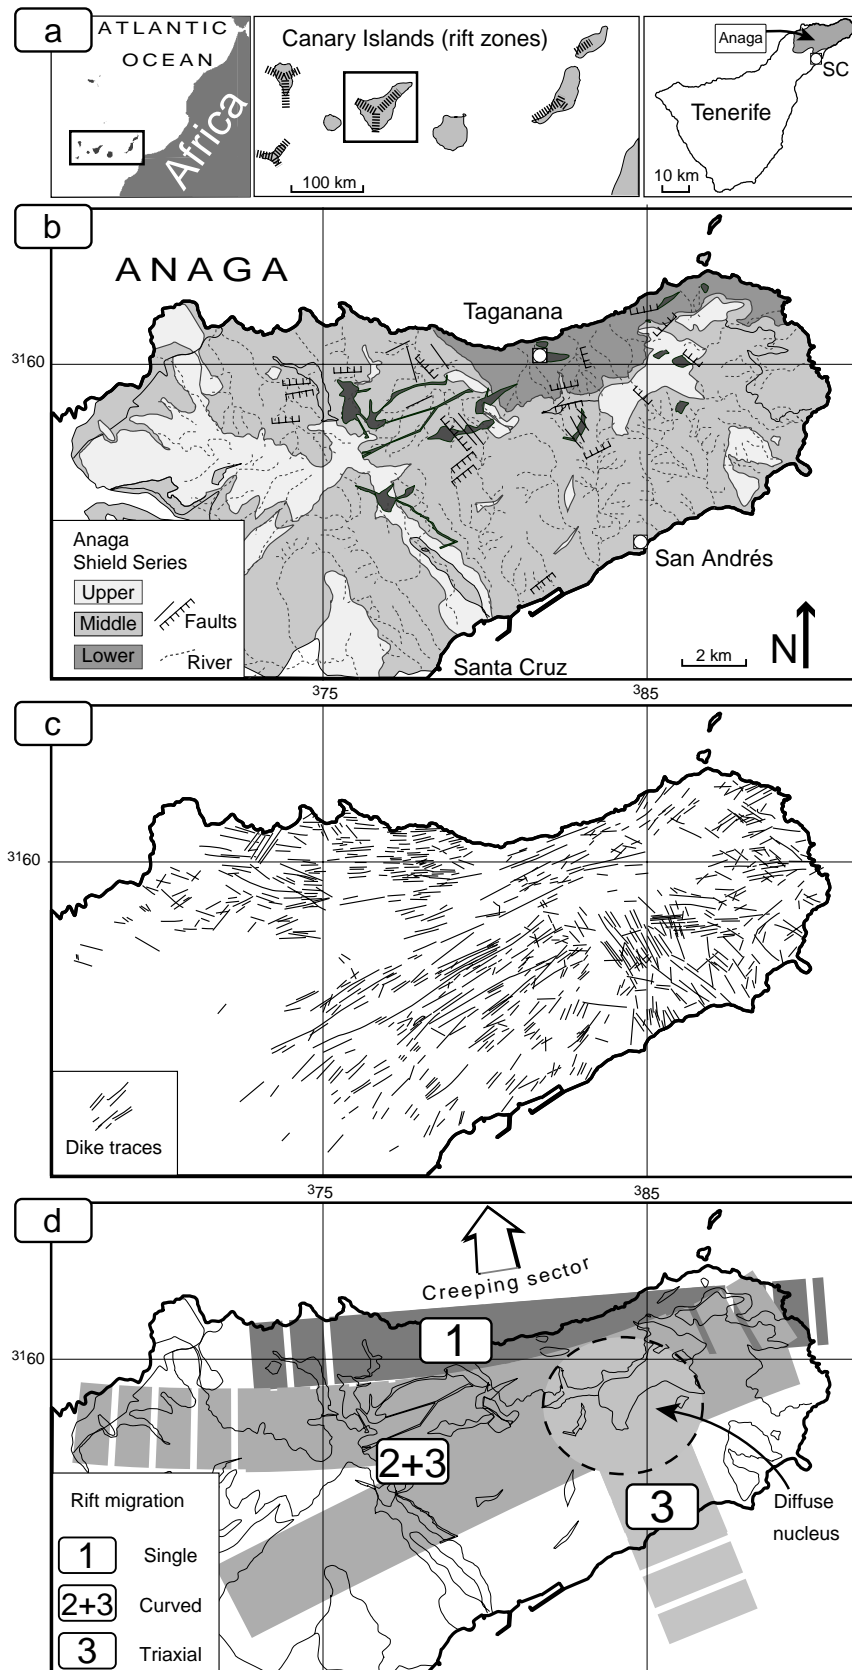 a
ATLANTIC
OCEAN
Africa
Canary Islands (rift zones)
100 km
Anaga
SC
Tenerife
10 km
b
ANAGA
Taganana
3160
Anaga
Shield Series
Upper
Middle
Lower
Faults
River
San Andrés
Santa Cruz
2 km
N
375
385
c
3160
Dike traces
375
385
d
Creeping sector
1
3160
2+3
3
Diffuse
nucleus
Rift migration
1 Single
2+3 Curved
3 Triaxial